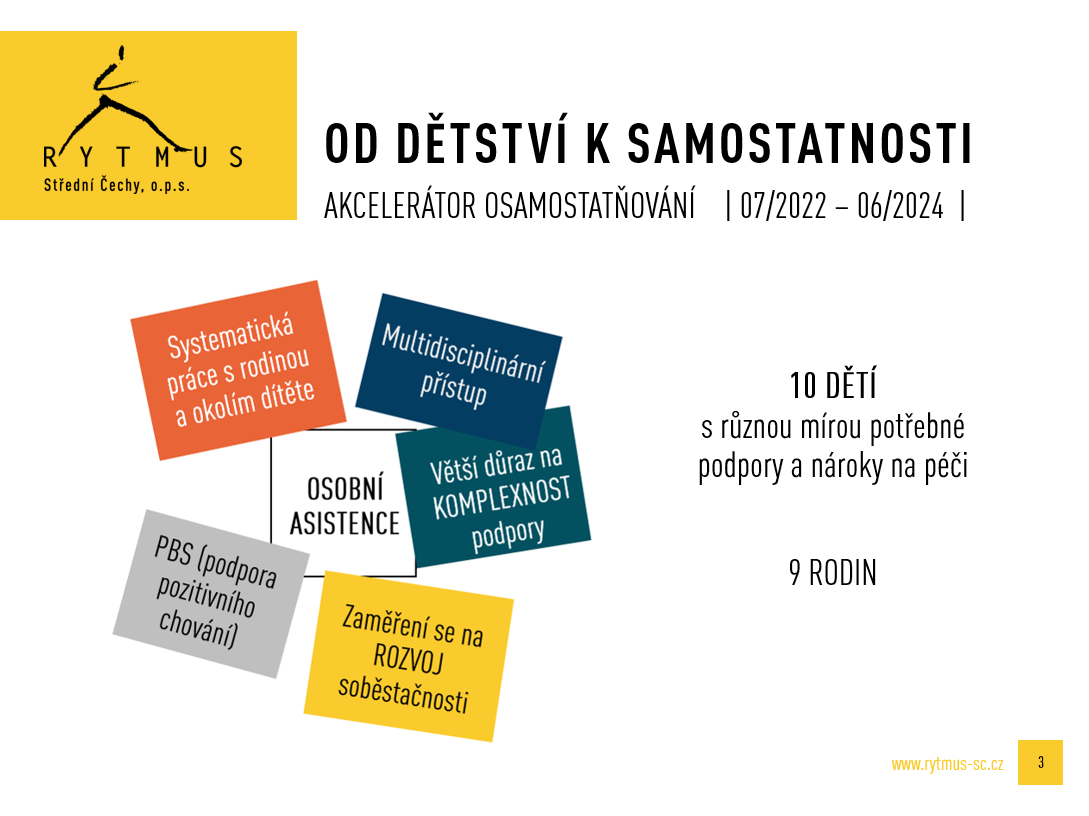 RYTMUS
Střední Čechy, o.p.s.
OD DĚTSTVÍ K SAMOSTATNOSTI
AKCELERÁTOR OSAMOSTATŇOVÁNÍ | 07/2022 – 06/2024 |
Systematická
práce s rodinou
a okolím dítěte
Multidisciplinární
přístup
Větší důraz na
KOMPLEXNOST
podpory
OSOBNÍ
ASISTENCE
PBS (podpora
pozitivního
chování)
Zaměření se na
ROZVOJ
soběstačnosti
10 DĚTÍ
s různou mírou potřebné
podpory a nároky na péči
9 RODIN
www.rytmus-sc.cz
3